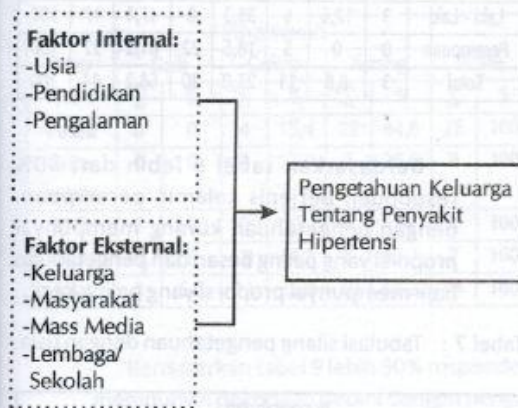 Faktor Internal:
-Usia
-Pendidikan
-Pengalaman
Pengetahuan Keluarga
Tentang Penyakit
Hipertensi
Faktor Eksternal:
-Keluarga
-Masyarakat
-Mass Media
-Lembaga/
Sekolah